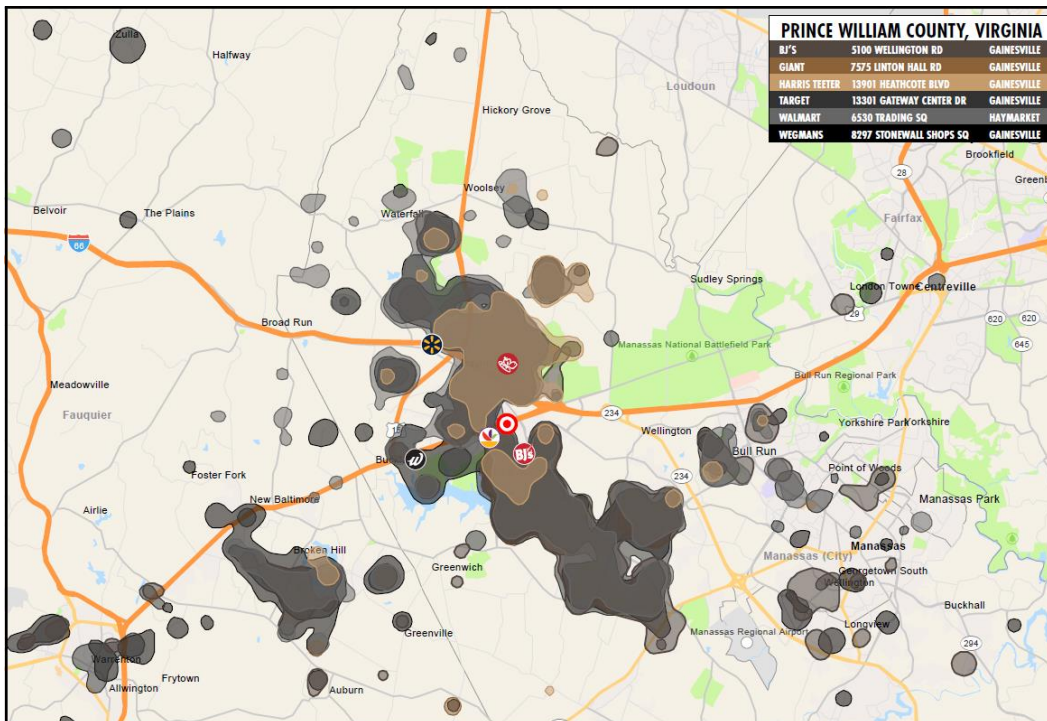 PRINCE WILLIAM COUNTY, VIRGINIA
BJ'S 5100 WELLINGTON RD GAINESVILLE
GIANT 7575 LINTON HALL RD GAINESVILLE
HARRIS TEETER 13901 HEATHCOTE BLVD GAINESVILLE
TARGET 13301 GATEWAY CENTER DR GAINESVILLE
WALMART 6530 TRADING SQ HAYMARKET
WEGMANS 8297 STONEWALL SHOPS SQ GAINESVILLE
Zulla
Halfway
Loudoun
Hickory Grove
Brookfield
28
Woolsey
Belvoir
The Plains
Waterfall
Fairfax
66
Sudley Springs
London Towne
Centreville
29
620
620
Broad Run
Manassas National Battlefield Park
645
Meadowville
Bull Run Regional Park
Fauquier
234
Wellington
Yorkshire Park
Yorkshire
15
W
BJ's
Bull Run
Foster Fork
234
Point of Woods
New Baltimore
Manassas Park
Airlie
Broken Hill
Manassas
Manassas (City)
Greenwich
Georgetown South
Wellington
Buckhall
Greenville
Longview
Manassas Regional Airport
294
Warrenton
Frytown
Allwington
Auburn